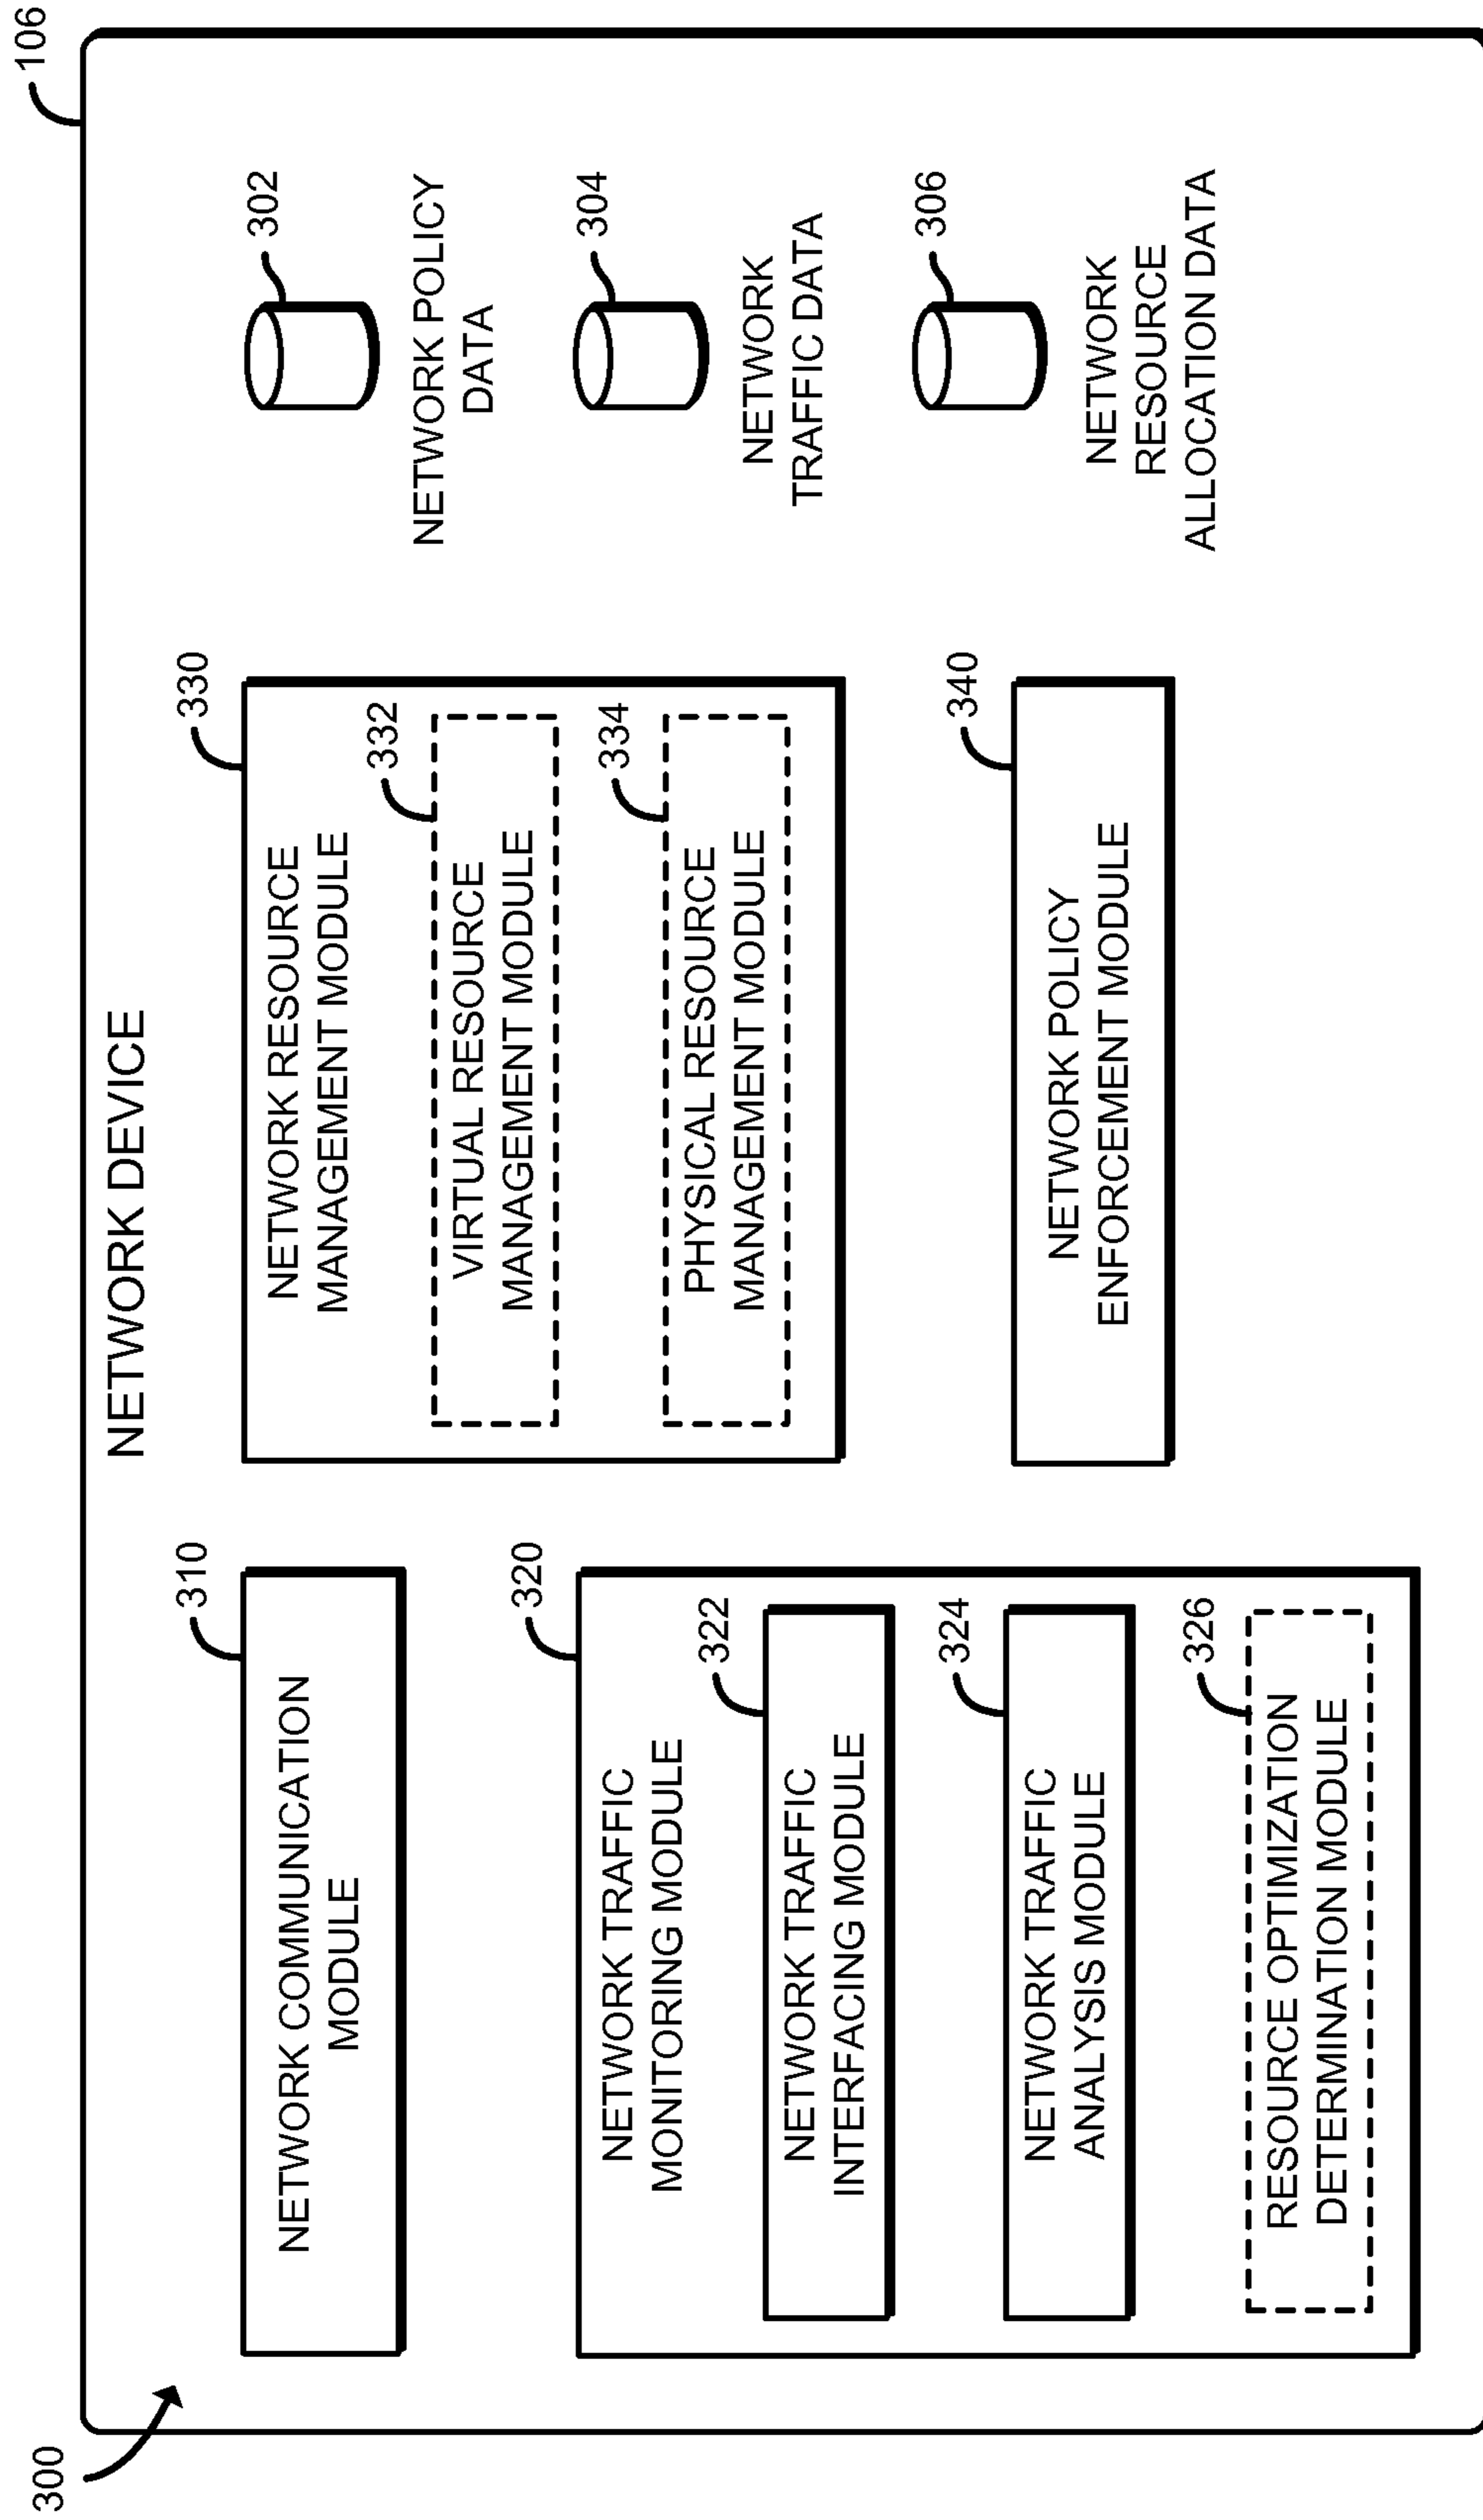 300
106
NETWORK DEVICE
310
NETWORK COMMUNICATION
MODULE
320
NETWORK TRAFFIC
MONITORING MODULE
322
NETWORK TRAFFIC
INTERFACING MODULE
324
NETWORK TRAFFIC
ANALYSIS MODULE
326
RESOURCE OPTIMIZATION
DETERMINATION MODULE
330
NETWORK RESOURCE
MANAGEMENT MODULE
332
VIRTUAL RESOURCE
MANAGEMENT MODULE
334
PHYSICAL RESOURCE
MANAGEMENT MODULE
340
NETWORK POLICY
ENFORCEMENT MODULE
302
NETWORK POLICY
DATA
304
NETWORK
TRAFFIC DATA
306
NETWORK
RESOURCE
ALLOCATION DATA